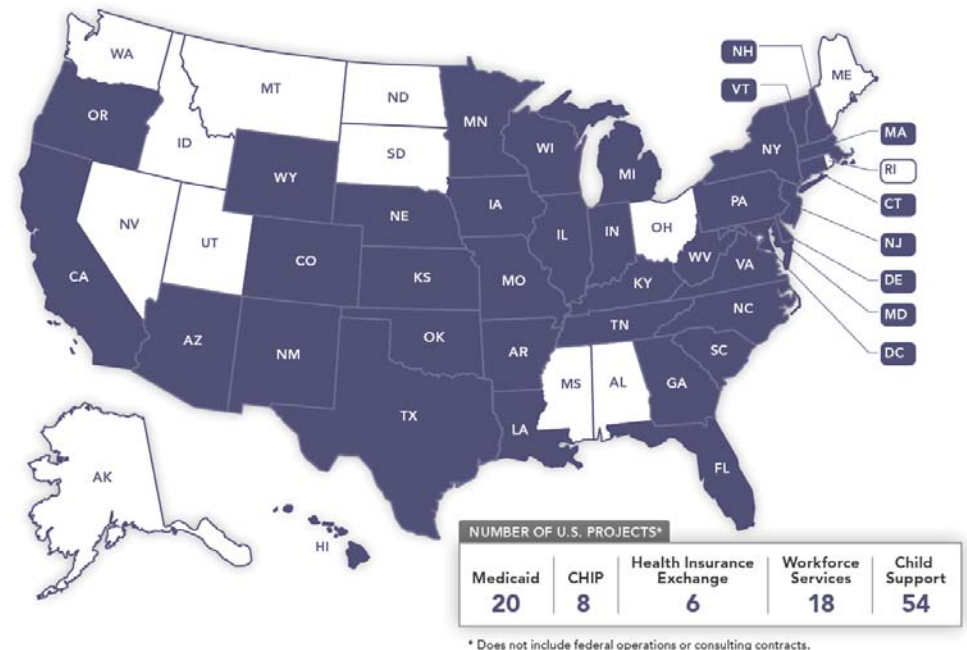 WA
MT
ND
MN
OR
ID
SD
WY
WI
MI
NH
VT
ME
NY
MA
RI
CT
NJ
DE
MD
DC
NV
UT
CA
CO
NE
KS
IA
MO
IL
IN
OH
PA
WV
VA
KY
NC
TN
SC
AZ
NM
OK
AR
TX
LA
MS
AL
GA
FL
AK
HI
NUMBER OF U.S. PROJECTS*
Medicaid
20
CHIP
8
Health Insurance
Exchange
6
Workforce
Services
18
Child
Support
54
* Does not include federal operations or consulting contracts.